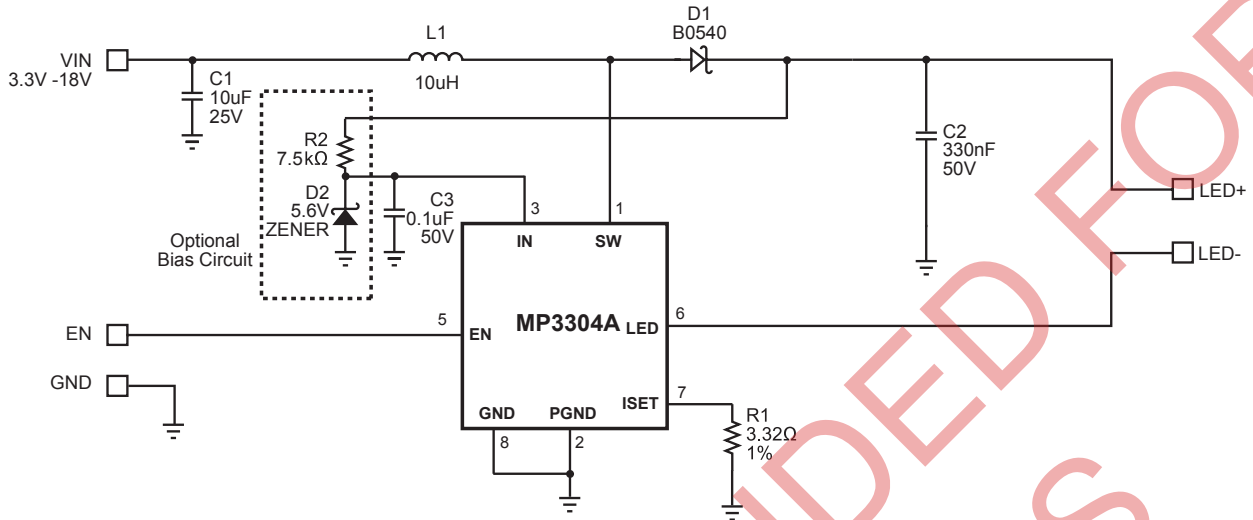 D1
B0540
L1
10uH
VIN
3.3V -18V
C1
10uF
25V
R2
7.5kΩ
D2
5.6V
ZENER
C3
0.1uF
50V
Optional
Bias Circuit
C2
330nF
50V
LED+
LED-
3
1
IN
SW
EN
5
EN
MP3304A
LED
6
GND
GND
PGND
ISET
7
8
2
R1
3.32Ω
1%
NDED FOR
S